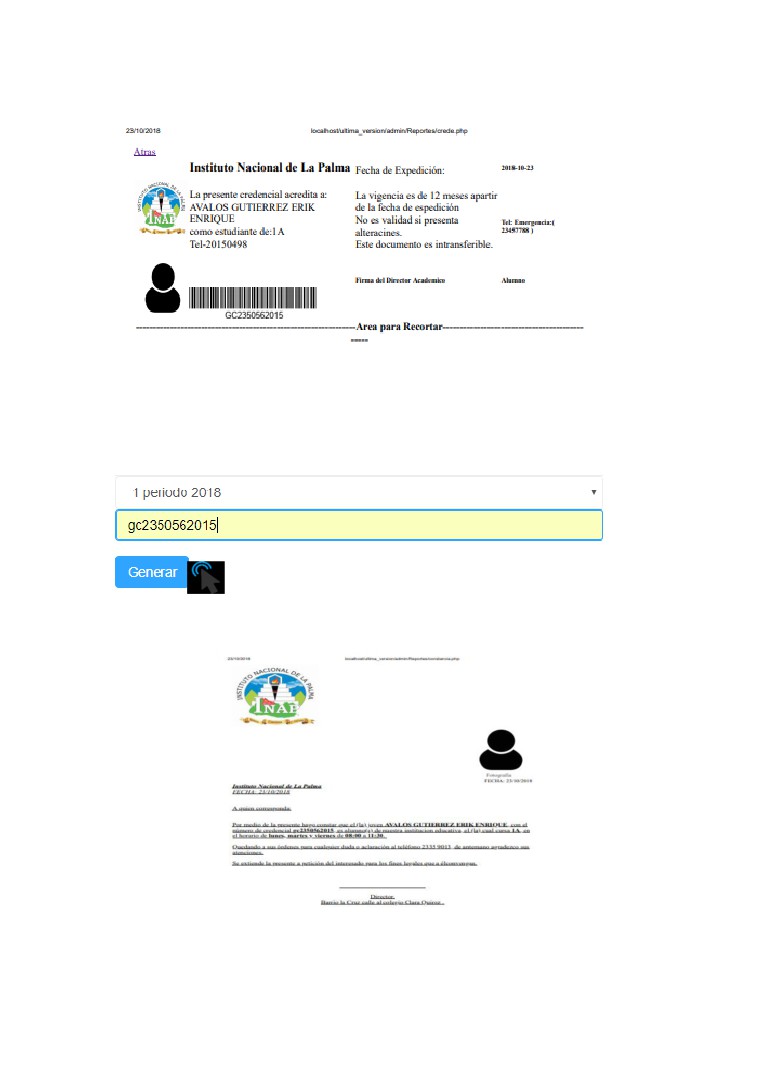 23/10/2018 localhost/ultima_version/admin/Reportes/crede.php
Atras
Instituto Nacional de La Palma
La presente credencial acredita a:
AVALOS GUTIERREZ ERIK
ENRIQUE
como estudiante de:1 A
Tel-20150498
GC2350562015
Fecha de Expedición:
La vigencia es de 12 meses apartir
de la fecha de espedición
No es validad si presenta
alteracines.
Este documento es intransferible.
Firma del Director Academico
2018-10-23
Tel: Emergencia:(
23457788 )
Alumno
INTITUTO NACIONAL DE LA PALMA
INAP
Area para Recortar
1 periodo 2018
gc2350562015
Generar
23/10/2018 localhost/ultima_version/admin/Reportes/constancia.php
INSTITUTO NACIONAL DE LA PALMA
INAP
Fotografia
FECHA: 23/10/2018
Instituto Nacional de La Palma
FECHA: 23/10/2018
A quien corresponda:
Por medio de la presente hago constar que el (la) joven AVALOS GUTIERREZ ERIK ENRIQUE, con el
número de credencial gc2350562015, es alumno(a) de nuestra institucion educativa, el (la) cual cursa 1A, en
el horario de lunes, martes y viernes de 08:00 a 11:30.
Quedando a sus órdenes para cualquier duda o aclaración al teléfono 2335 9013, de antemano agradezco sus
atenciones.
Se extiende la presente a petición del interesado para los fines legales que a él convengan.
Director.
Barrio la Cruz calle al colegio Clara Quiroz .